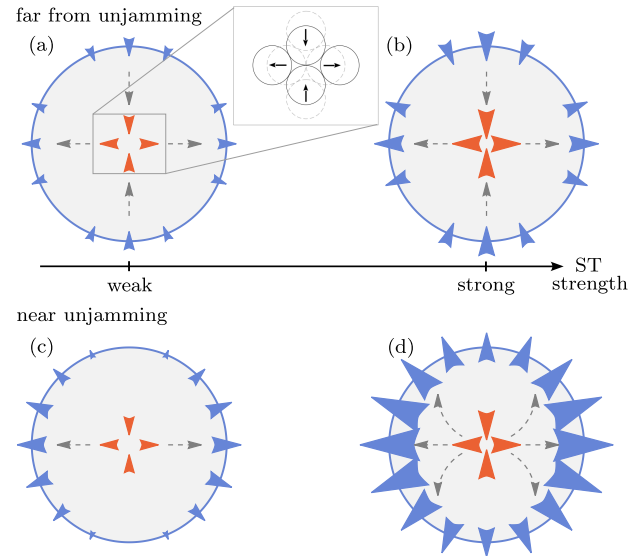 far from unjamming
(a)
(b)
weak
strong
ST
strength
near unjamming
(c)
(d)